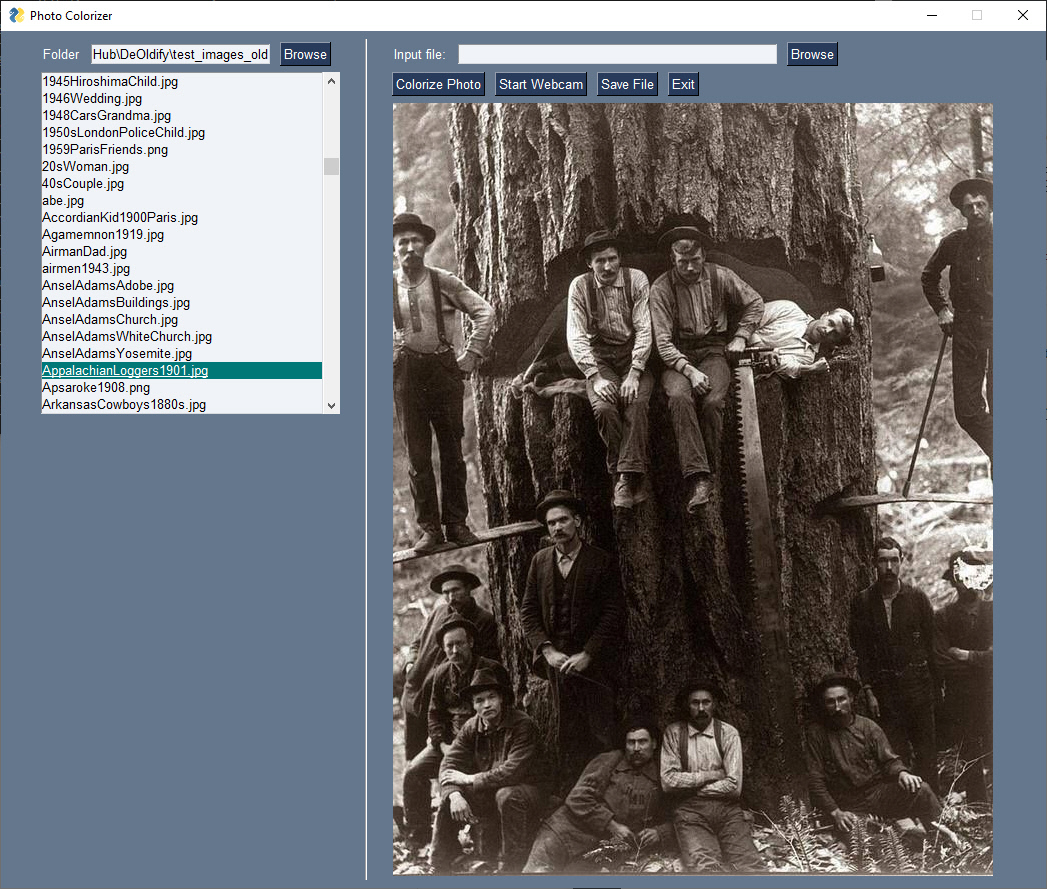 Photo Colorizer
Folder Hub\DeOldify\test_images_old Browse
1945HiroshimaChild.jpg
1946Wedding.jpg
1948CarsGrandma.jpg
1950sLondonPoliceChild.jpg
1959ParisFriends.png
20sWoman.jpg
40sCouple.jpg
abe.jpg
AccordianKid1900Paris.jpg
Agamemnon1919.jpg
AirmanDad.jpg
airmen1943.jpg
AnselAdamsAdobe.jpg
AnselAdamsBuildings.jpg
AnselAdamsChurch.jpg
AnselAdamsWhiteChurch.jpg
AnselAdamsYosemite.jpg
AppalachianLoggers1901.jpg
Apsaroke1908.png
ArkansasCowboys1880s.jpg
Input file: Browse
Colorize Photo Start Webcam Save File Exit